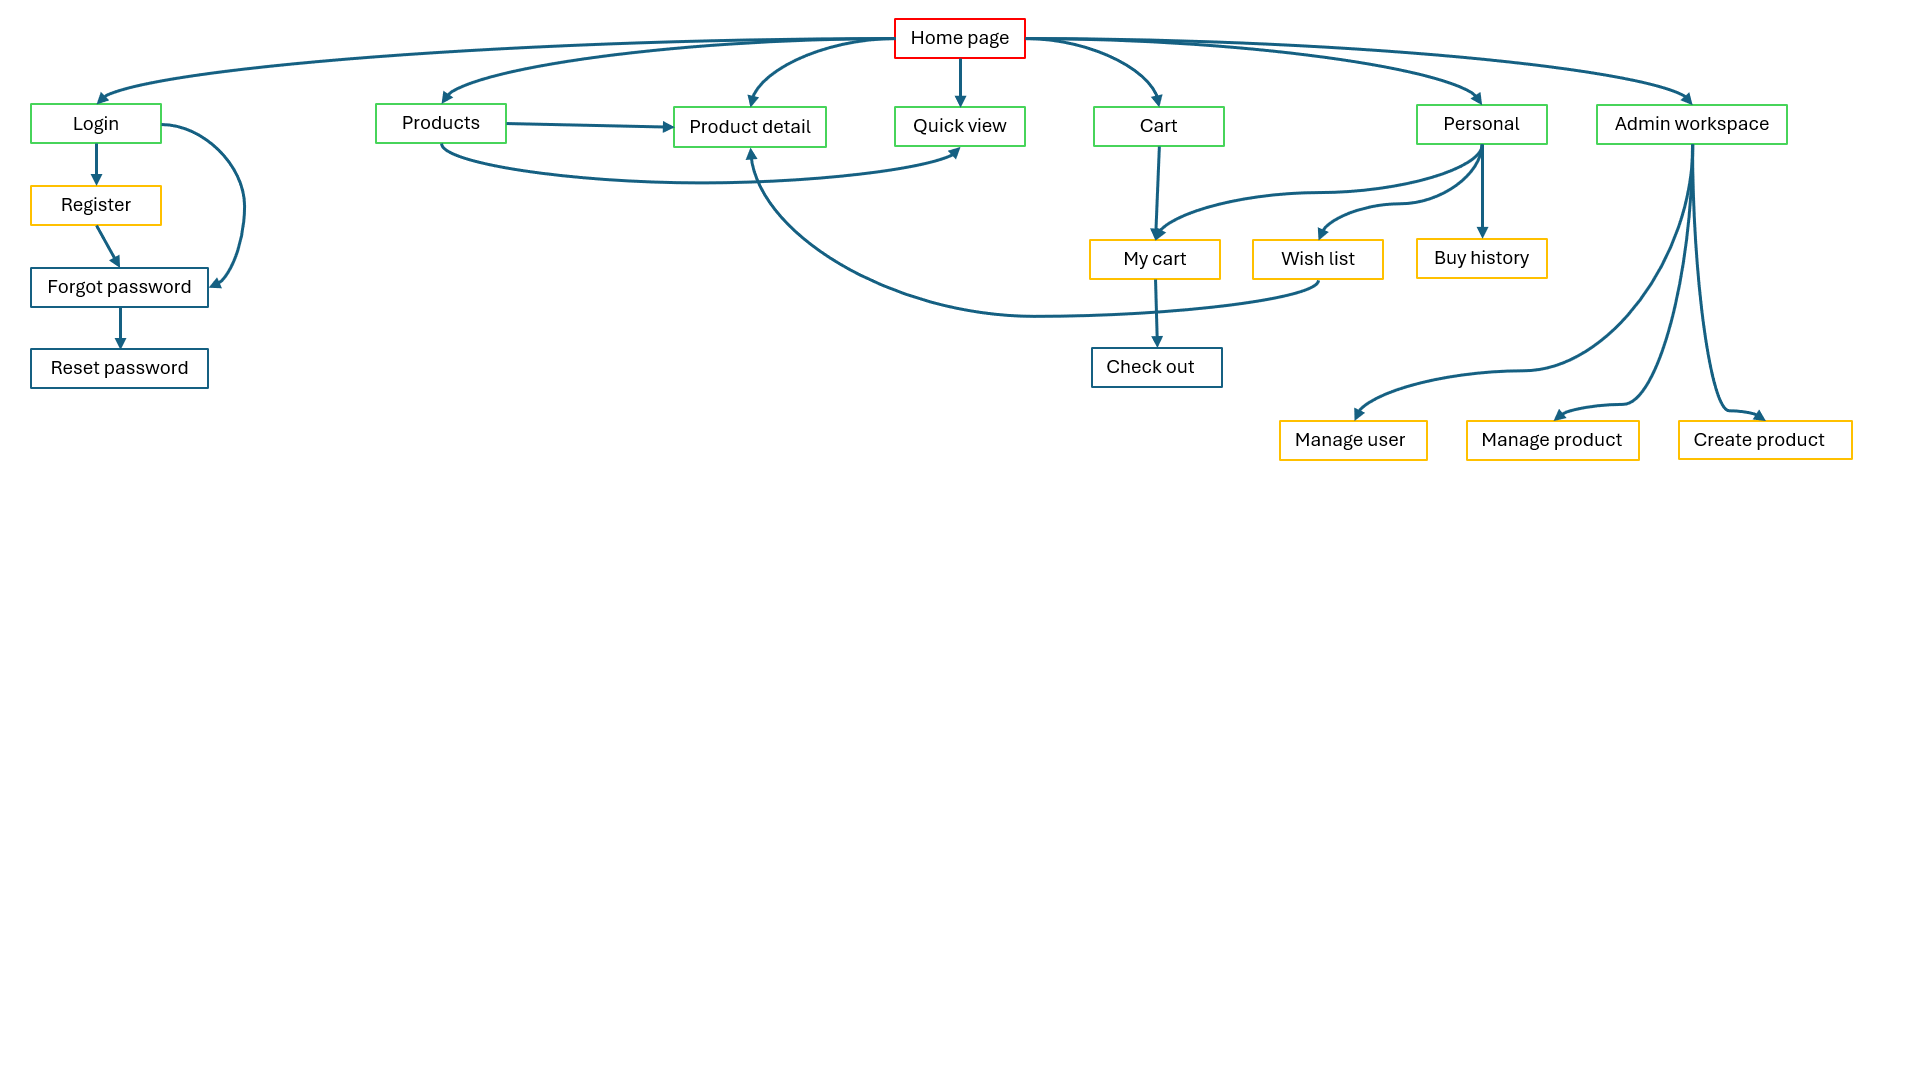 Home page
Login
Products
Product detail
Quick view
Cart
Personal
Admin workspace
Register
My cart
Wish list
Buy history
Forgot password
Reset password
Check out
Manage user
Manage product
Create product